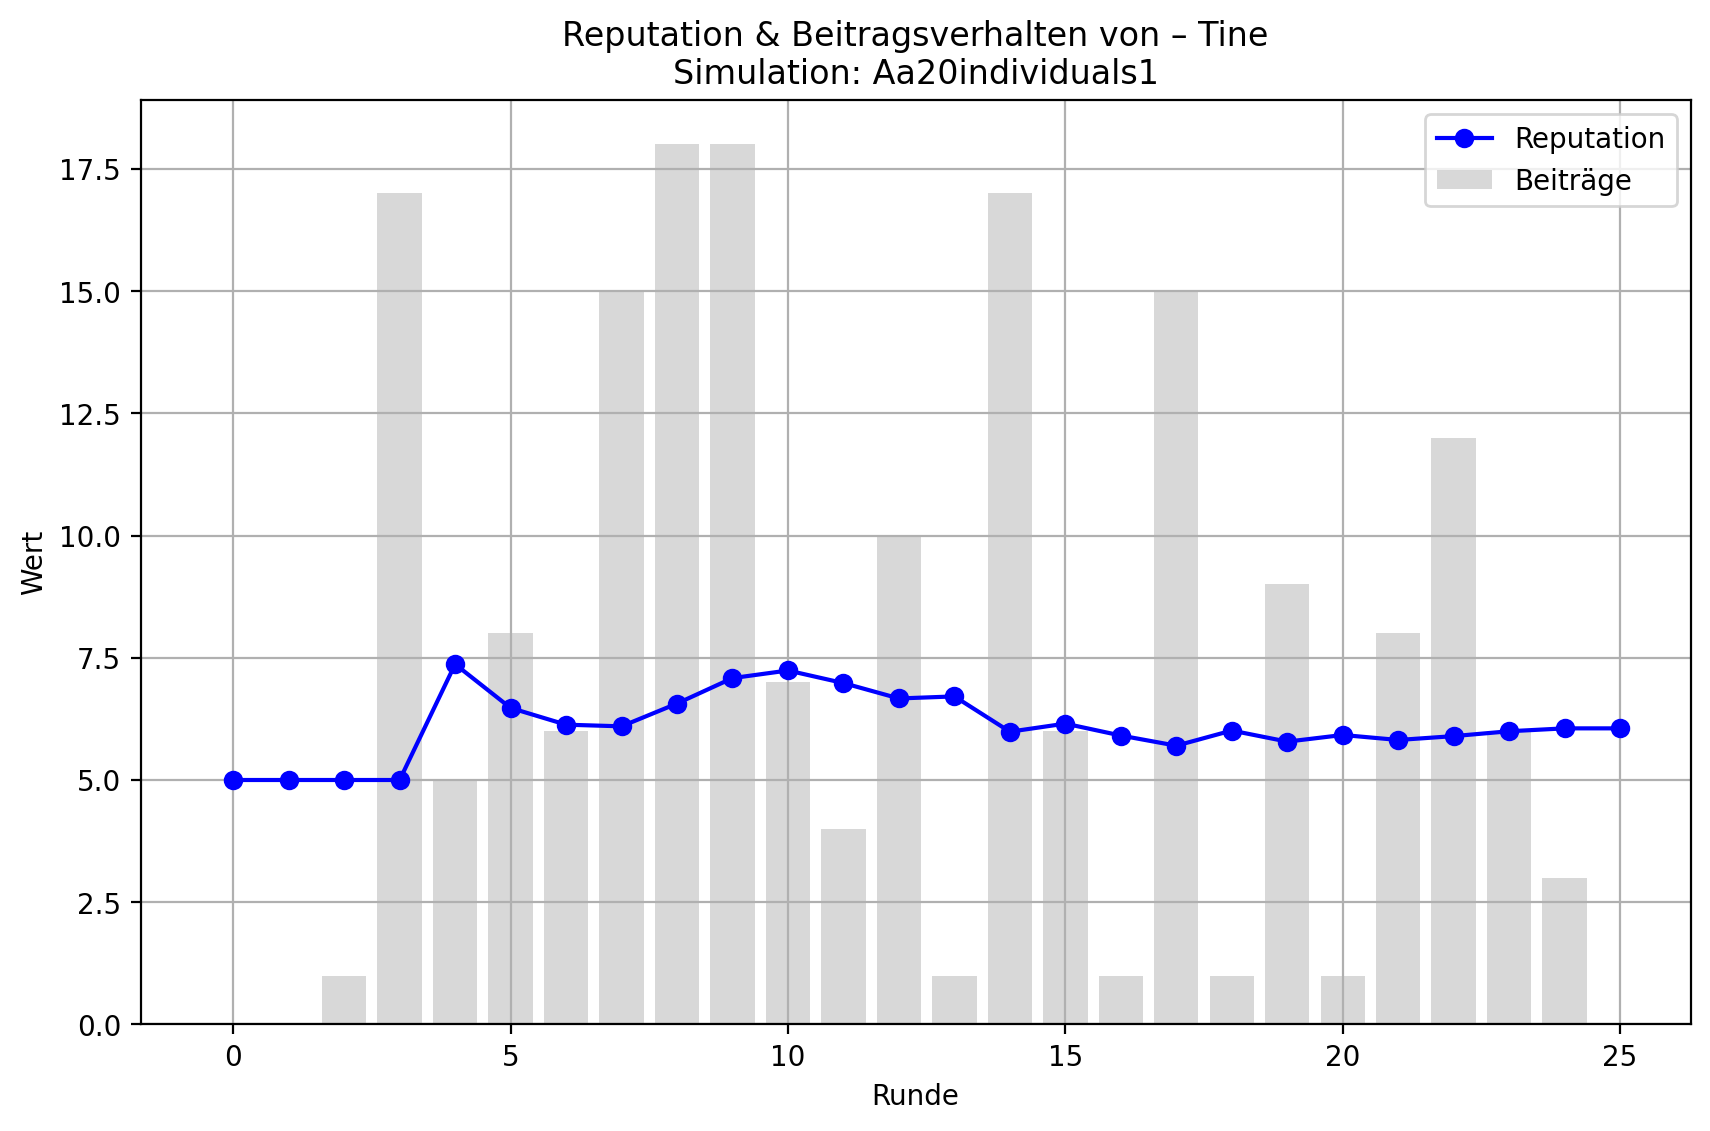 Reputation & Beitragsverhalten von – Tine
Simulation: Aa20individuals1
Reputation
Beiträge
17.5
15.0
12.5
10.0
7.5
5.0
2.5
0.0
Wert
0 5 10 15 20 25
Runde